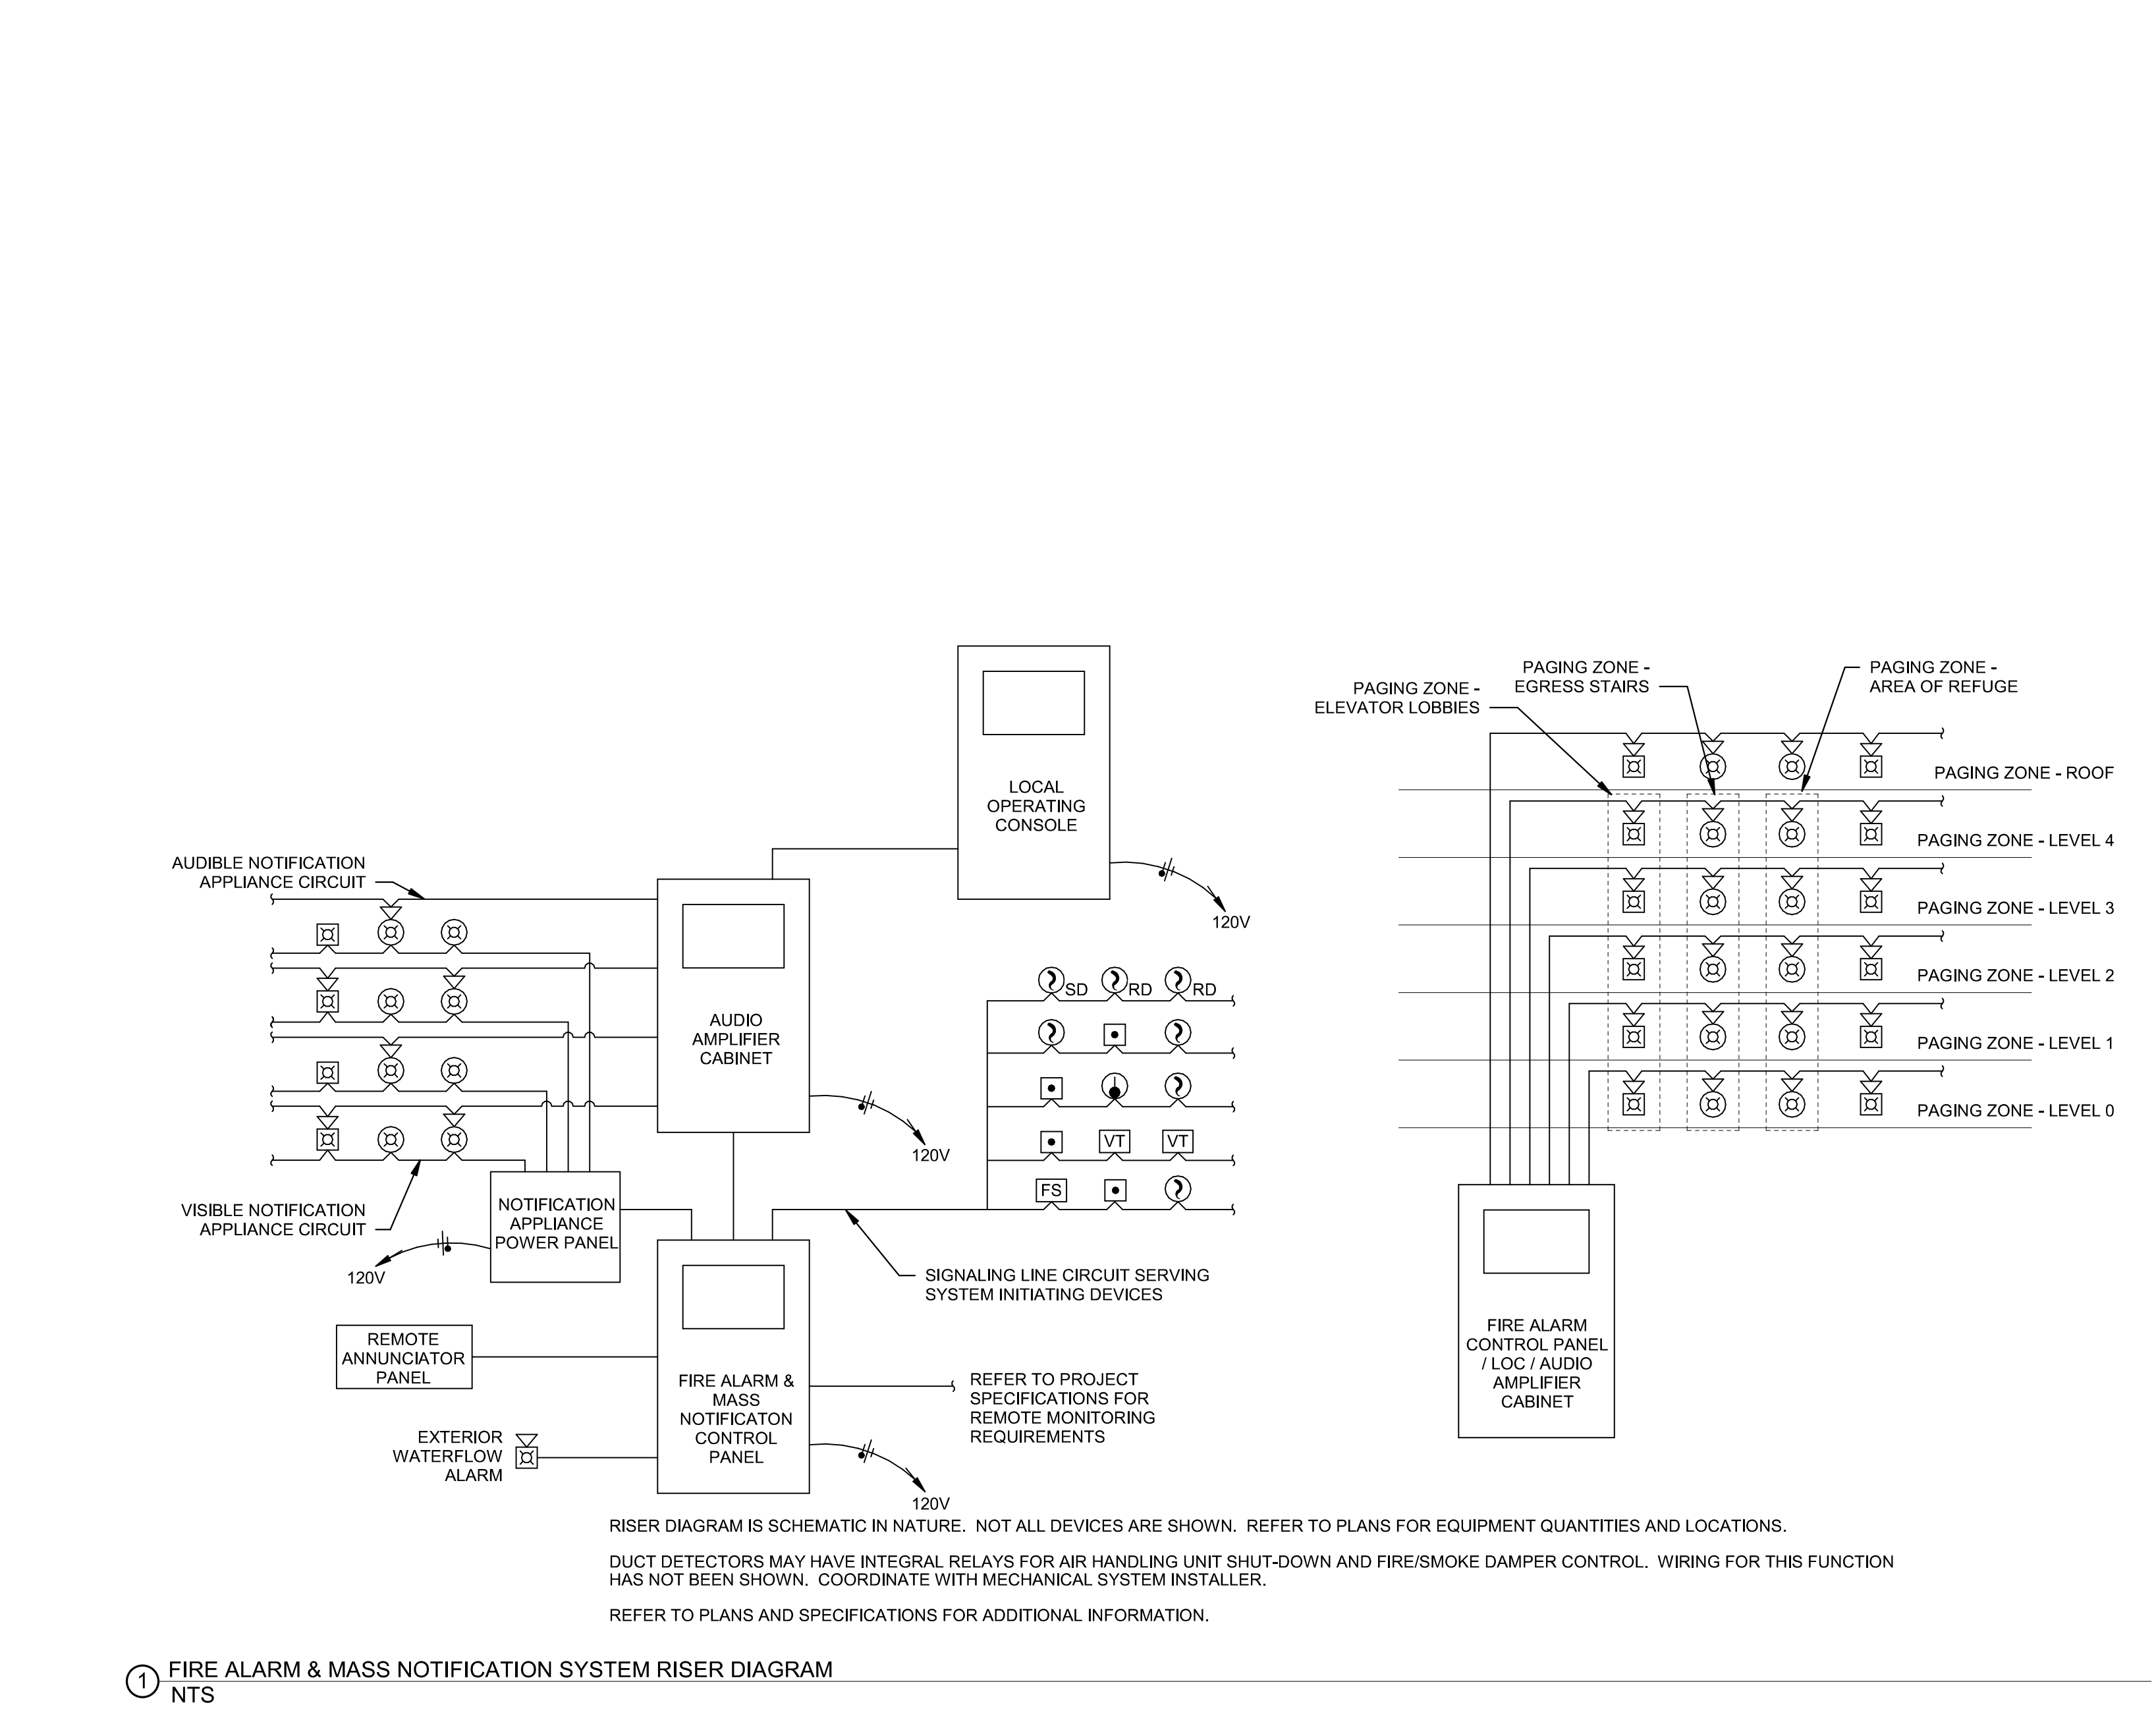 PAGING ZONE -
EGRESS STAIRS
PAGING ZONE -
AREA OF REFUGE
PAGING ZONE -
ELEVATOR LOBBIES
PAGING ZONE - ROOF
PAGING ZONE - LEVEL 4
PAGING ZONE - LEVEL 3
PAGING ZONE - LEVEL 2
PAGING ZONE - LEVEL 1
PAGING ZONE - LEVEL 0
FIRE ALARM
CONTROL PANEL
/ LOC / AUDIO
AMPLIFIER
CABINET
LOCAL
OPERATING
CONSOLE
120V
AUDIBLE NOTIFICATION
APPLIANCE CIRCUIT
AUDIO
AMPLIFIER
CABINET
120V
SD
RD
RD
VT
VT
FS
VISIBLE NOTIFICATION
APPLIANCE CIRCUIT
NOTIFICATION
APPLIANCE
POWER PANEL
120V
SIGNALING LINE CIRCUIT SERVING
SYSTEM INITIATING DEVICES
REMOTE
ANNUNCIATOR
PANEL
FIRE ALARM &
MASS
NOTIFICATON
CONTROL
PANEL
REFER TO PROJECT
SPECIFICATIONS FOR
REMOTE MONITORING
REQUIREMENTS
EXTERIOR
WATERFLOW
ALARM
120V
RISER DIAGRAM IS SCHEMATIC IN NATURE. NOT ALL DEVICES ARE SHOWN. REFER TO PLANS FOR EQUIPMENT QUANTITIES AND LOCATIONS.
DUCT DETECTORS MAY HAVE INTEGRAL RELAYS FOR AIR HANDLING UNIT SHUT-DOWN AND FIRE/SMOKE DAMPER CONTROL. WIRING FOR THIS FUNCTION
HAS NOT BEEN SHOWN. COORDINATE WITH MECHANICAL SYSTEM INSTALLER.
REFER TO PLANS AND SPECIFICATIONS FOR ADDITIONAL INFORMATION.
1 FIRE ALARM & MASS NOTIFICATION SYSTEM RISER DIAGRAM
NTS